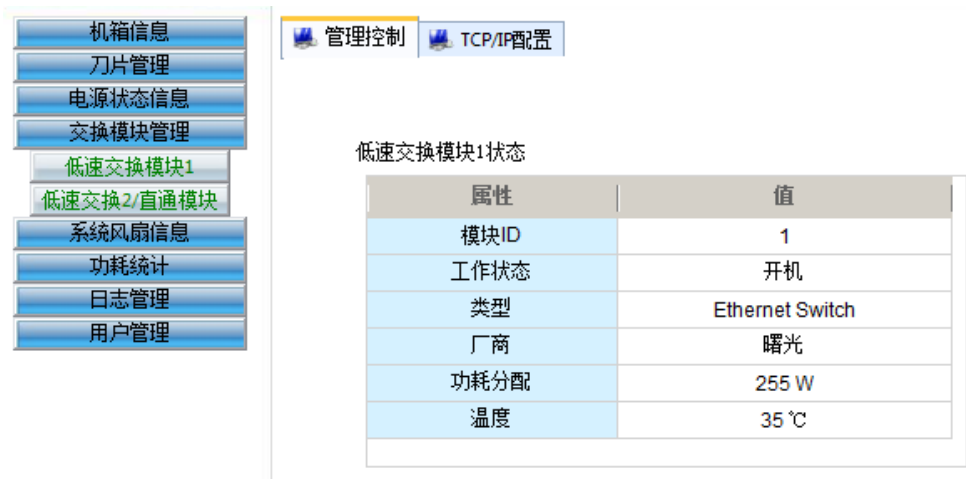 机箱信息
刀片管理
电源状态信息
交换模块管理
低速交换模块1
低速交换2/直通模块
系统风扇信息
功耗统计
日志管理
用户管理
管理控制 TCP/IP配置
低速交换模块1状态
属性 值
模块ID 1
工作状态 开机
类型 Ethernet Switch
厂商 曙光
功耗分配 255 W
温度 35 ℃